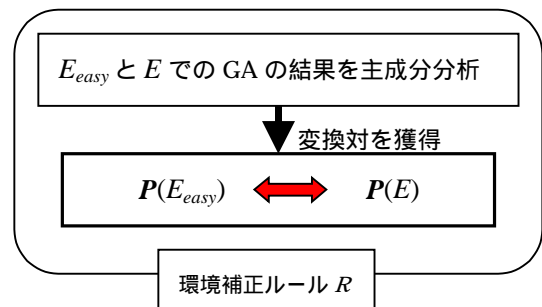 E_easy と E での GA の結果を主成分分析
変換対を獲得
P(E_easy) P(E)
環境補正ルール R